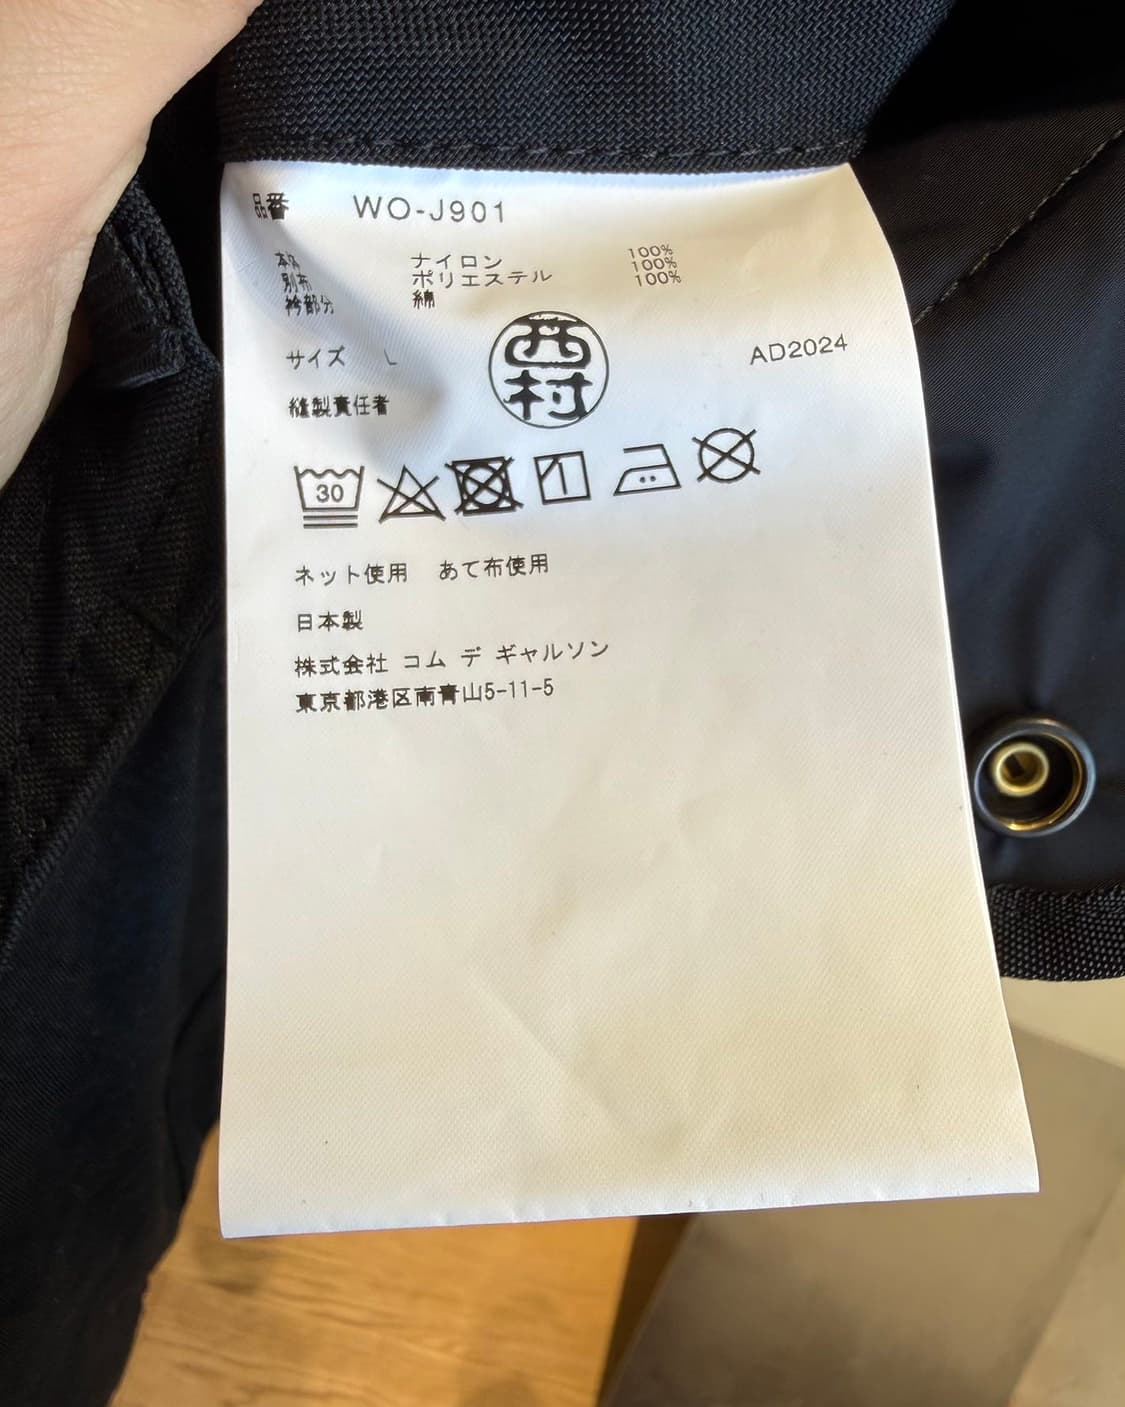 品番 WO-J901
本体 ナイロン 100%
別布 ポリエステル 100%
衿部分 綿 100%
サイズ L
西村
AD2024
縫製責任者
30
ネット使用 あて布使用
日本製
株式会社 コム デ ギャルソン
東京都港区南青山5-11-5